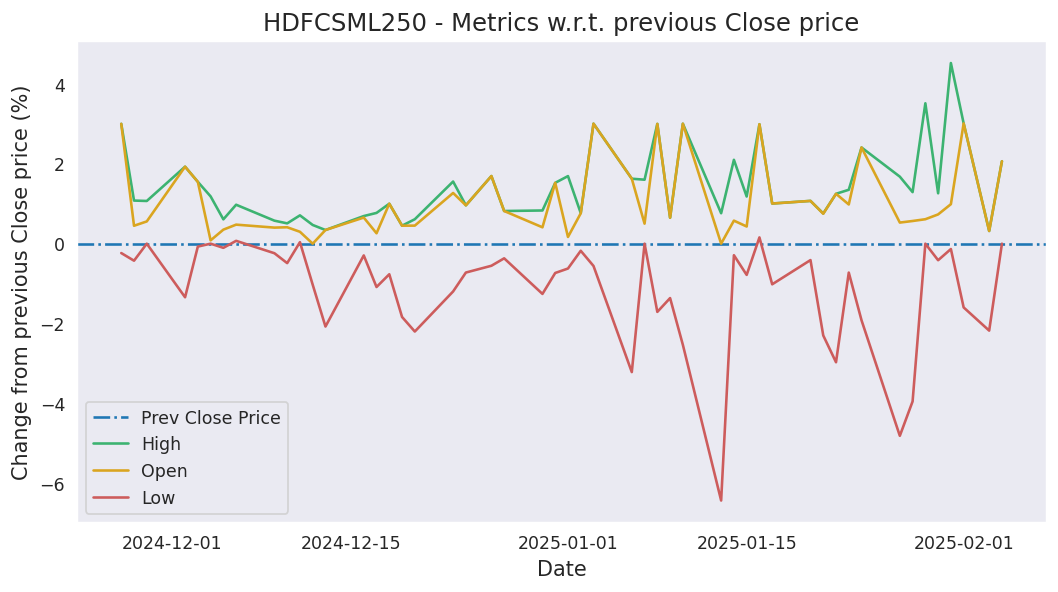 HDFCSML250 - Metrics w.r.t. previous Close price
Change from previous Close price (%)
4
2
0
−2
−4
−6
Prev Close Price
High
Open
Low
2024-12-01
2024-12-15
2025-01-01
2025-01-15
2025-02-01
Date